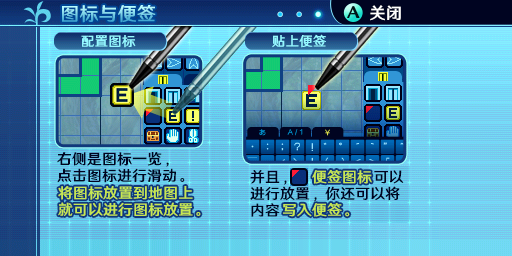 图标与便签
A 关闭
配置图标
E
E !
右侧是图标一览，
点击图标进行滑动。
将图标放置到地图上
就可以进行图标放置。
贴上便签
E
E
あ A/1 ￥
, : ; ? ! " ' ` ^
并且，便签图标可以
进行放置，你还可以将
内容写入便签。